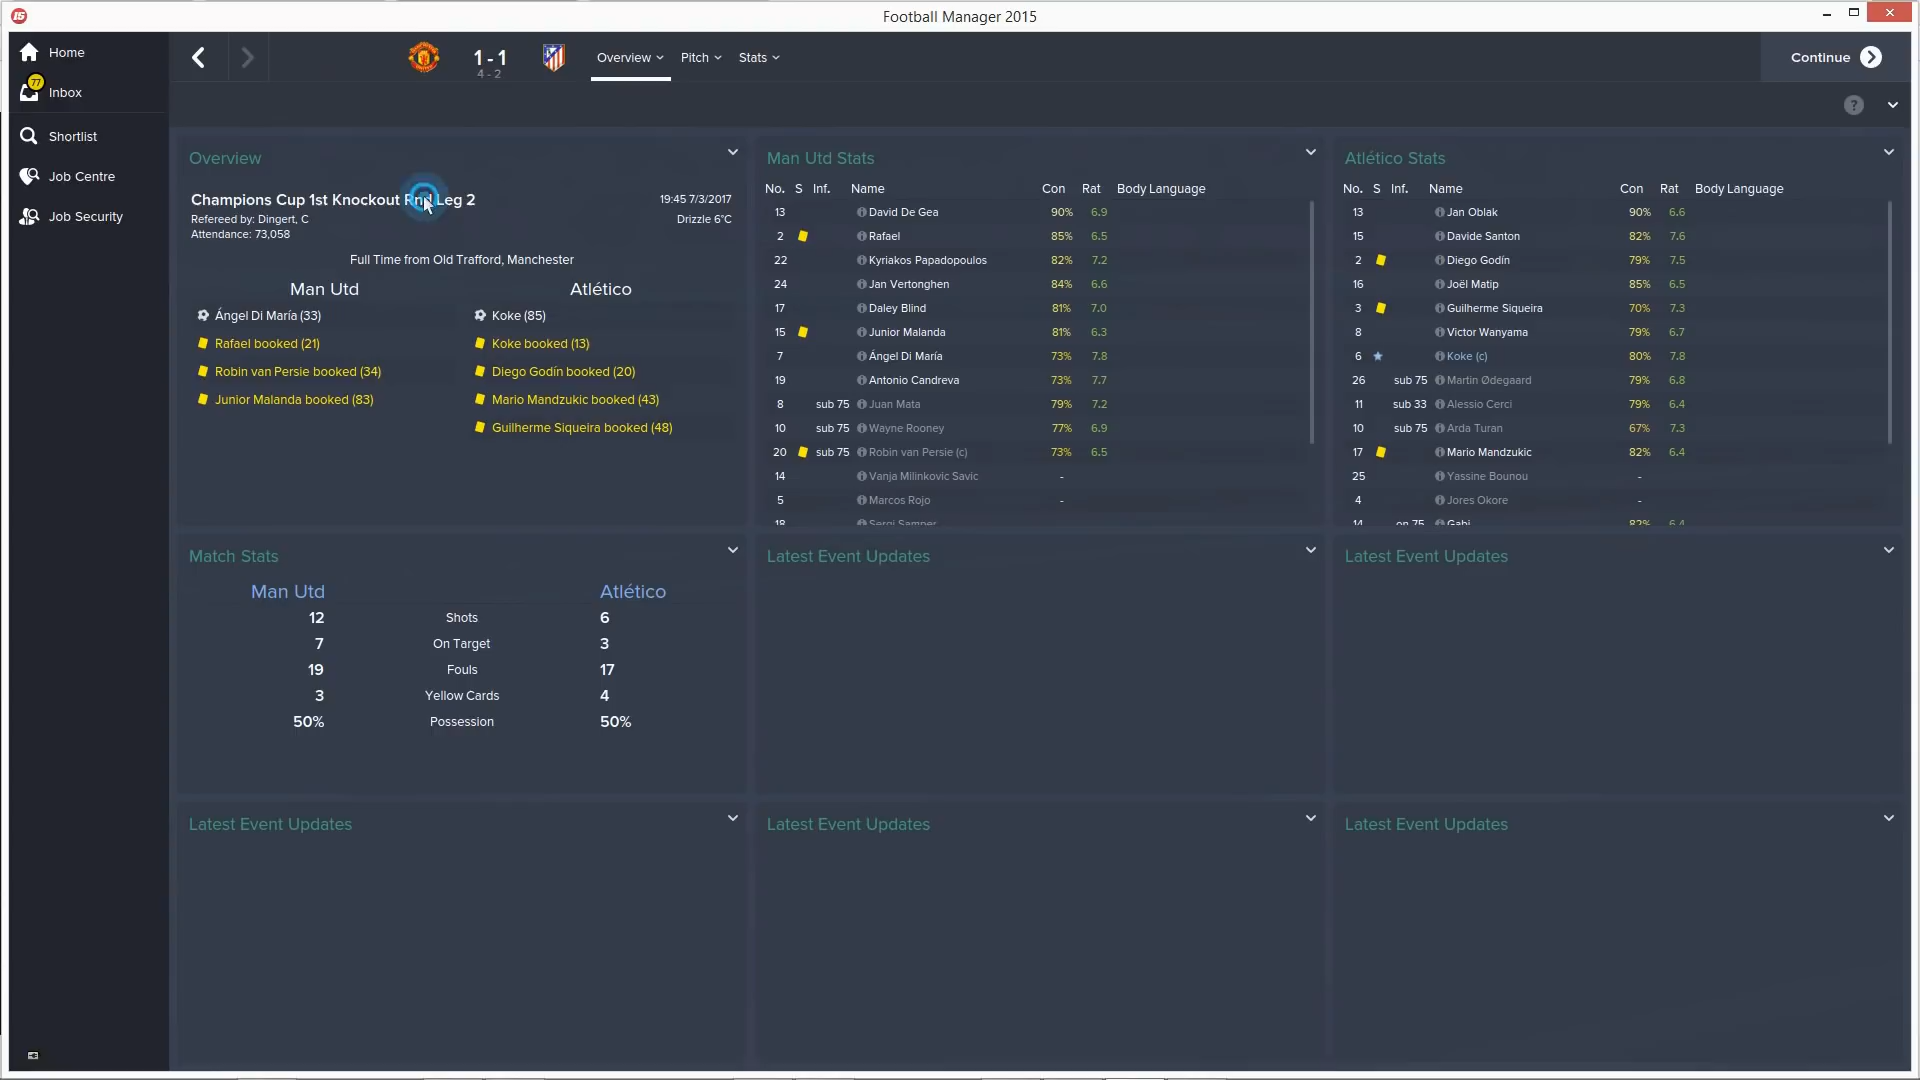 15
Football Manager 2015
Home
77
Inbox
Shortlist
Job Centre
Job Security
1 - 1
4 - 2
Overview
Pitch
Stats
Continue
?
Overview
Champions Cup 1st Knockout Rnd Leg 2
19:45 7/3/2017
Refereed by: Dingert, C
Drizzle 6°C
Attendance: 73,058
Full Time from Old Trafford, Manchester
Man Utd Atlético
Ángel Di María (33) Koke (85)
Rafael booked (21) Koke booked (13)
Robin van Persie booked (34) Diego Godín booked (20)
Junior Malanda booked (83) Mario Mandzukic booked (43)
Guilherme Siqueira booked (48)
Man Utd Stats
No. S Inf. Name Con Rat Body Language
13 David De Gea 90% 6.9
2 Rafael 85% 6.5
22 Kyriakos Papadopoulos 82% 7.2
24 Jan Vertonghen 84% 6.6
17 Daley Blind 81% 7.0
15 Junior Malanda 81% 6.3
7 Ángel Di María 73% 7.8
19 Antonio Candreva 73% 7.7
8 sub 75 Juan Mata 79% 7.2
10 sub 75 Wayne Rooney 77% 6.9
20 sub 75 Robin van Persie (c) 73% 6.5
14 Vanja Milinkovic Savic -
5 Marcos Rojo -
18 Sergi Samper
Atlético Stats
No. S Inf. Name Con Rat Body Language
13 Jan Oblak 90% 6.6
15 Davide Santon 82% 7.6
2 Diego Godín 79% 7.5
16 Joël Matip 85% 6.5
3 Guilherme Siqueira 70% 7.3
8 Victor Wanyama 79% 6.7
6 Koke (c) 80% 7.8
26 sub 75 Martin Ødegaard 79% 6.8
11 sub 33 Alessio Cerci 79% 6.4
10 sub 75 Arda Turan 67% 7.3
17 Mario Mandzukic 82% 6.4
25 Yassine Bounou -
4 Jores Okore -
14 on 75 Gabi 82% 6.4
Match Stats
Man Utd Atlético
12 Shots 6
7 On Target 3
19 Fouls 17
3 Yellow Cards 4
50% Possession 50%
Latest Event Updates
Latest Event Updates
Latest Event Updates
Latest Event Updates
Latest Event Updates